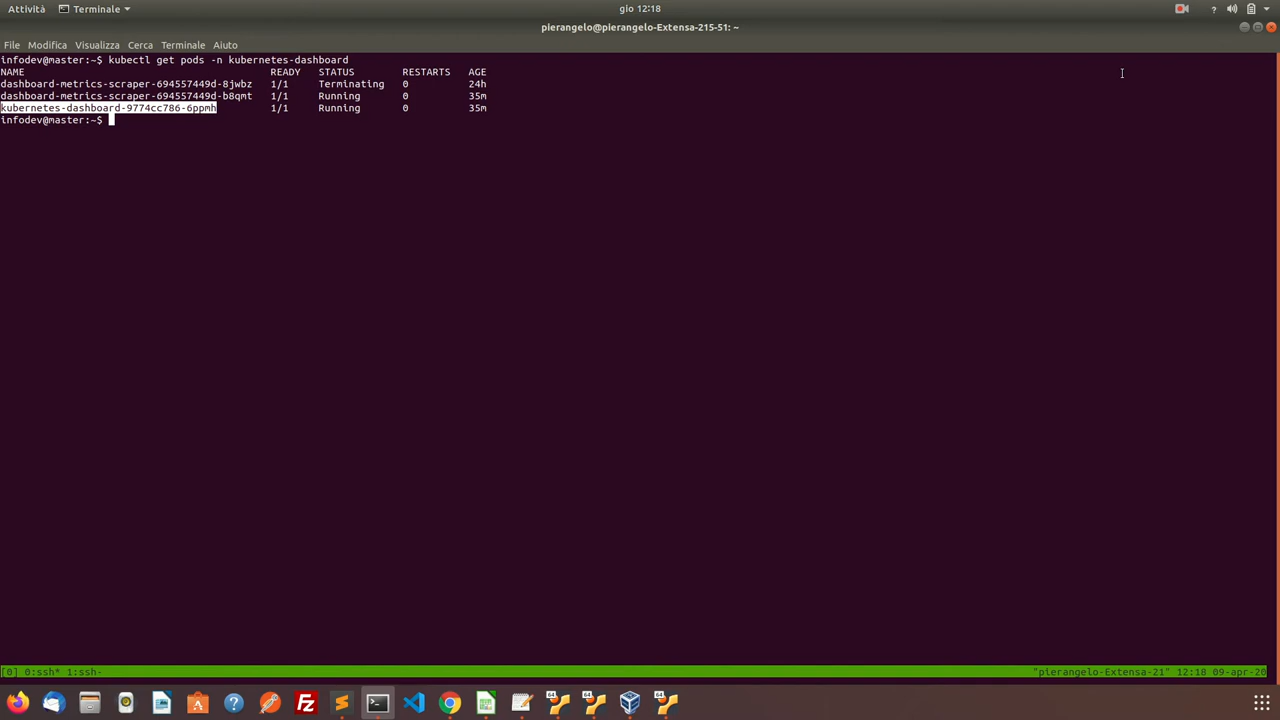 Attività Terminale gio 12:18 ?
pierangelo@pierangelo-Extensa-215-51: ~
File Modifica Visualizza Cerca Terminale Aiuto
infodev@master:~$ kubectl get pods -n kubernetes-dashboard
NAME READY STATUS RESTARTS AGE
dashboard-metrics-scraper-694557449d-8jwbz 1/1 Terminating 0 24h
dashboard-metrics-scraper-694557449d-b8qmt 1/1 Running 0 35m
kubernetes-dashboard-9774cc786-6ppmh 1/1 Running 0 35m
infodev@master:~$
[0] 0:ssh* 1:ssh- "pierangelo-Extensa-21" 12:18 09-apr-20